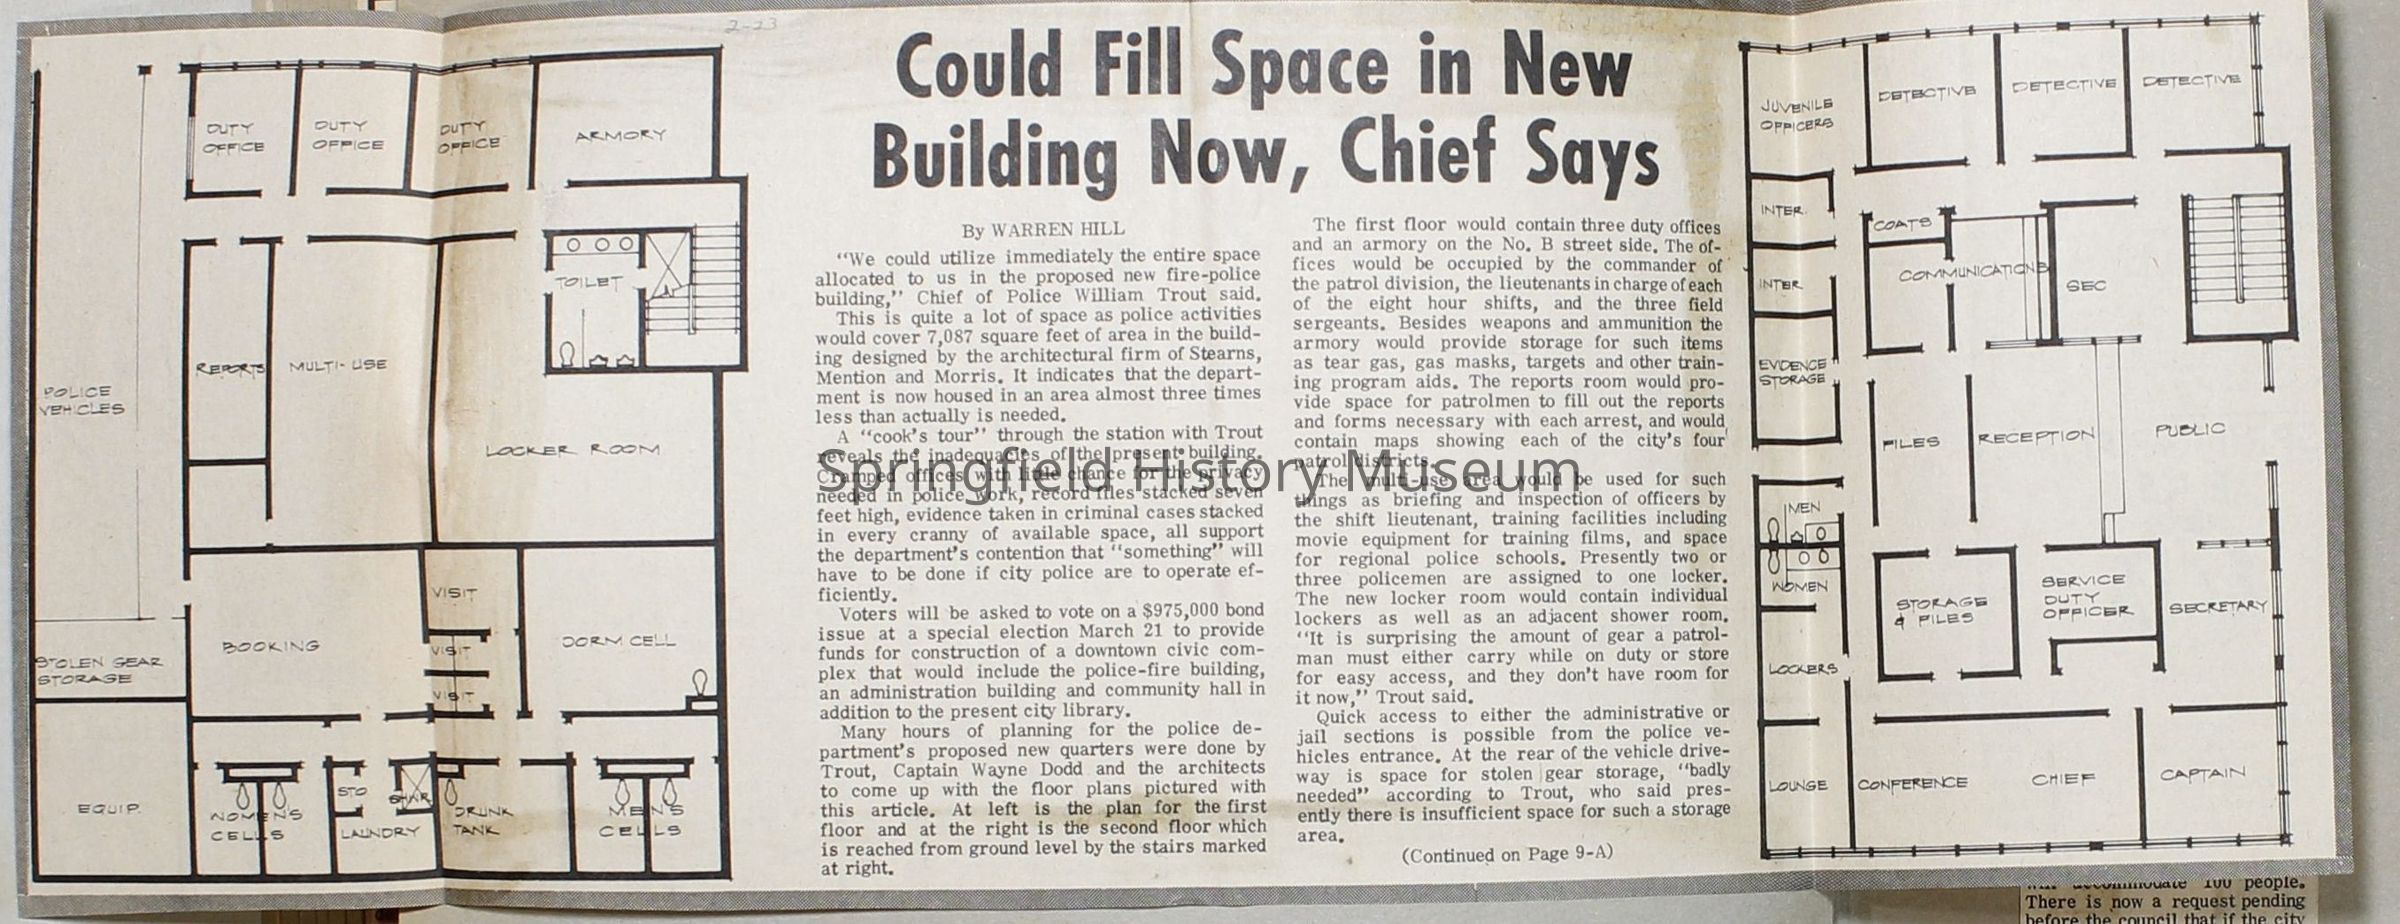 2-23
DUTY
OFFICE
DUTY
OFFICE
DUTY
OFFICE
ARMORY
TOILET
REPORTS
MULTI-USE
POLICE
VEHICLES
LOCKER ROOM
VISIT
BOOKING
VISIT
DORM CELL
STOLEN GEAR
STORAGE
VISIT
EQUIP.
WOMENS
CELLS
STO
SHWR
LAUNDRY
DRUNK
TANK
MENS
CELLS
Could Fill Space in New
Building Now, Chief Says
By WARREN HILL
“We could utilize immediately the entire space
allocated to us in the proposed new fire-police
building,” Chief of Police William Trout said.
This is quite a lot of space as police activities
would cover 7,087 square feet of area in the build-
ing designed by the architectural firm of Stearns,
Mention and Morris. It indicates that the depart-
ment is now housed in an area almost three times
less than actually is needed.
A “cook’s tour” through the station with Trout
reveals the inadequacies of the present building.
Cramped offices with little chance for the privacy
needed in police work, record files stacked seven
feet high, evidence taken in criminal cases stacked
in every cranny of available space, all support
the department’s contention that “something” will
have to be done if city police are to operate ef-
ficiently.
Voters will be asked to vote on a $975,000 bond
issue at a special election March 21 to provide
funds for construction of a downtown civic com-
plex that would include the police-fire building,
an administration building and community hall in
addition to the present city library.
Many hours of planning for the police de-
partment’s proposed new quarters were done by
Trout, Captain Wayne Dodd and the architects
to come up with the floor plans pictured with
this article. At left is the plan for the first
floor and at the right is the second floor which
is reached from ground level by the stairs marked
at right.
The first floor would contain three duty offices
and an armory on the No. B street side. The of-
fices would be occupied by the commander of
the patrol division, the lieutenants in charge of each
of the eight hour shifts, and the three field
sergeants. Besides weapons and ammunition the
armory would provide storage for such items
as tear gas, gas masks, targets and other train-
ing program aids. The reports room would pro-
vide space for patrolmen to fill out the reports
and forms necessary with each arrest, and would
contain maps showing each of the city’s four
patrol districts.
The multi-use area would be used for such
things as briefing and inspection of officers by
the shift lieutenant, training facilities including
movie equipment for training films, and space
for regional police schools. Presently two or
three policemen are assigned to one locker.
The new locker room would contain individual
lockers as well as an adjacent shower room.
“It is surprising the amount of gear a patrol-
man must either carry while on duty or store
for easy access, and they don’t have room for
it now,” Trout said.
Quick access to either the administrative or
jail sections is possible from the police ve-
hicles entrance. At the rear of the vehicle drive-
way is space for stolen gear storage, “badly
needed” according to Trout, who said pres-
ently there is insufficient space for such a storage
area.
(Continued on Page 9-A)
Springfield History Museum
JUVENILE
OFFICERS
DETECTIVE
DETECTIVE
DETECTIVE
INTER.
COATS
COMMUNICATIONS
INTER
SEC
EVIDENCE
STORAGE
FILES
RECEPTION
PUBLIC
MEN
WOMEN
STORAGE
& FILES
SERVICE
DUTY
OFFICER
SECRETARY
LOCKERS
LOUNGE
CONFERENCE
CHIEF
CAPTAIN
will accommodate 100 people.
There is now a request pending
before the council that if the city